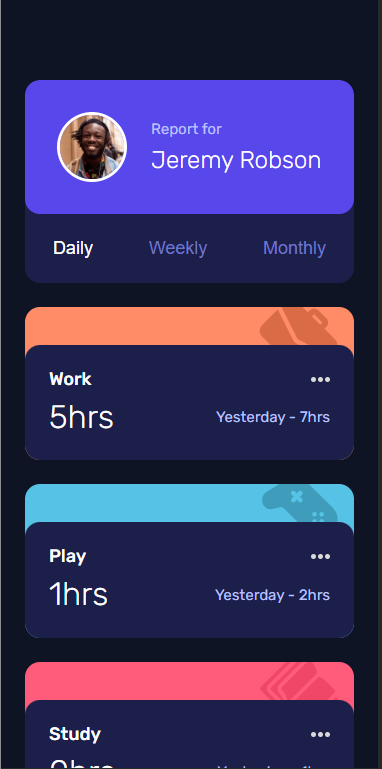 Report for
Jeremy Robson
Daily Weekly Monthly
Work
5hrs Yesterday - 7hrs
Play
1hrs Yesterday - 2hrs
Study